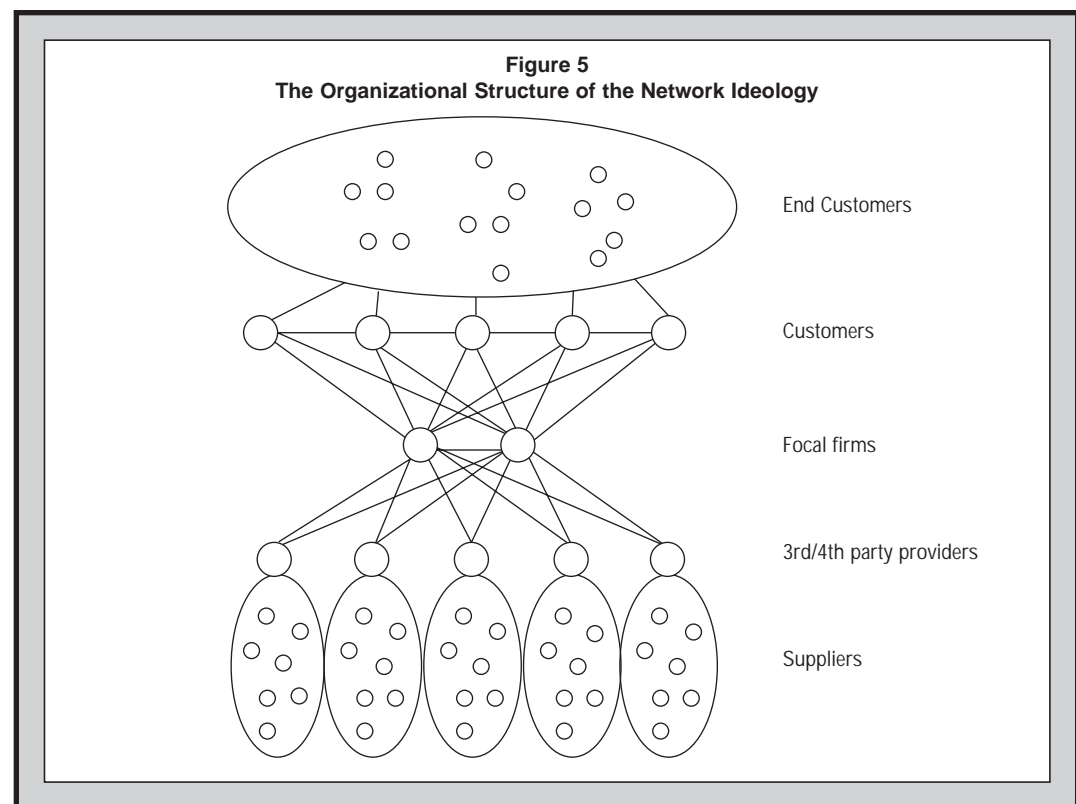 Figure 5
The Organizational Structure of the Network Ideology
End Customers
Customers
Focal firms
3rd/4th party providers
Suppliers